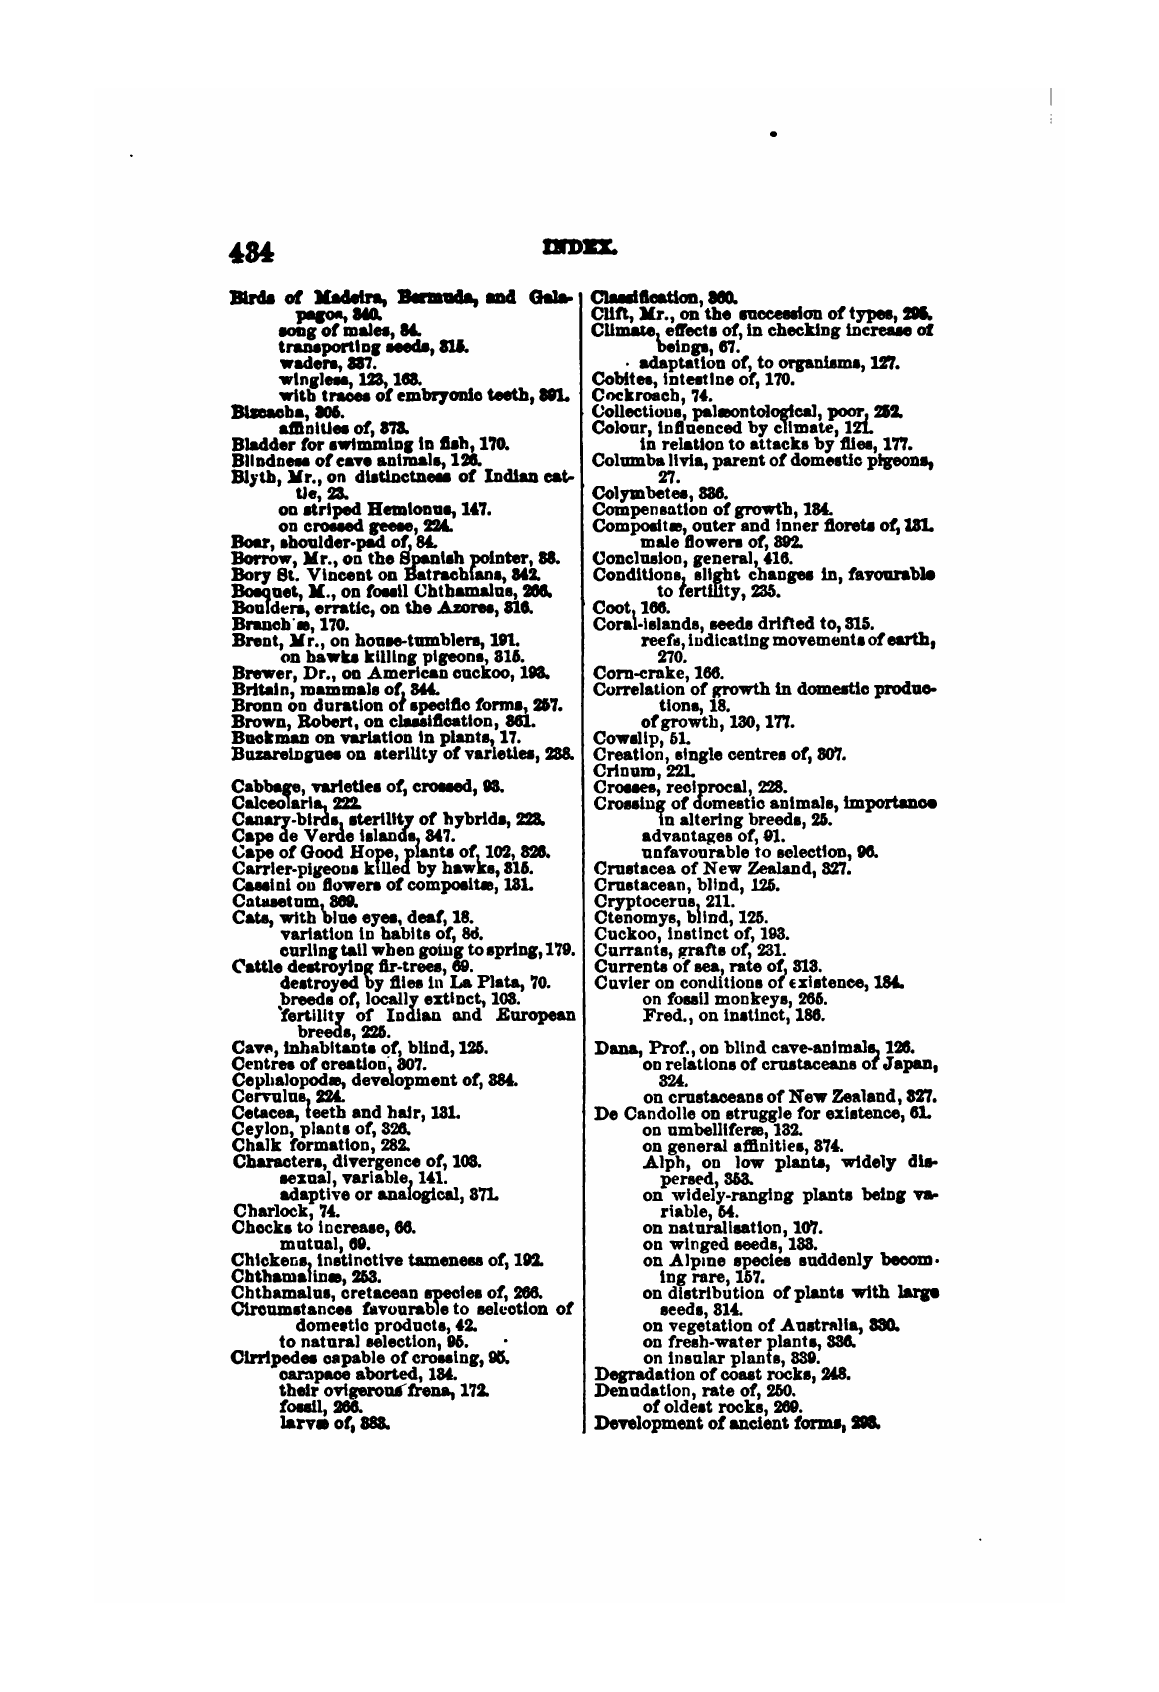 434
INDEX.
Birds of Madeira, Bermuda, and Gala-
pagos, 340.
song of males, 84.
transporting seeds, 315.
waders, 337.
wingless, 123, 163.
with traces of embryonic teeth, 391.
Bizcacha, 305.
affinities of, 373.
Bladder for swimming in fish, 170.
Blindness of cave animals, 126.
Blyth, Mr., on distinctness of Indian cat-
tle, 23.
on striped Hemionus, 147.
on crossed geese, 224.
Boar, shoulder-pad of, 84.
Borrow, Mr., on the Spanish pointer, 38.
Bory St. Vincent on Batrachians, 342.
Bosquet, M., on fossil Chthamalus, 266.
Boulders, erratic, on the Azores, 316.
Branch æ, 170.
Brent, Mr., on house-tumblers, 191.
on hawks killing pigeons, 315.
Brewer, Dr., on American cuckoo, 193.
Britain, mammals of, 344.
Bronn on duration of specific forms, 257.
Brown, Robert, on classification, 361.
Buckman on variation in plants, 17.
Buzareingues on sterility of varieties, 238.
Cabbage, varieties of, crossed, 93.
Calceolaria, 222.
Canary-birds, sterility of hybrids, 223.
Cape de Verde islands, 347.
Cape of Good Hope, plants of, 102, 326.
Carrier-pigeons killed by hawks, 315.
Cassini on flowers of compositæ, 131.
Catasetum, 369.
Cats, with blue eyes, deaf, 18.
variation in habits of, 86.
curling tail when going to spring, 179.
Cattle destroying fir-trees, 69.
destroyed by flies in La Plata, 70.
breeds of, locally extinct, 103.
fertility of Indian and European
breeds, 225.
Cave, inhabitants of, blind, 125.
Centres of creation, 307.
Cephalopodæ, development of, 384.
Cervulus, 224.
Cetacea, teeth and hair, 131.
Ceylon, plants of, 326.
Chalk formation, 282.
Characters, divergence of, 103.
sexual, variable, 141.
adaptive or analogical, 371.
Charlock, 74.
Checks to increase, 66.
mutual, 69.
Chickens, instinctive tameness of, 192.
Chthamalinæ, 253.
Chthamalus, cretacean species of, 266.
Circumstances favourable to selection of
domestic products, 42.
to natural selection, 95.
Cirripedes capable of crossing, 95.
carapace aborted, 134.
their ovigerous frena, 172.
fossil, 266.
larvæ of, 383.
Classification, 360.
Clift, Mr., on the succession of types, 295.
Climate, effects of, in checking increase of
beings, 67.
adaptation of, to organisms, 127.
Cobites, intestine of, 170.
Cockroach, 74.
Collections, palæontological, poor, 252.
Colour, influenced by climate, 121.
in relation to attacks by flies, 177.
Columba livia, parent of domestic pigeons,
27.
Colymbetes, 336.
Compensation of growth, 134.
Compositæ, outer and inner florets of, 131.
male flowers of, 392.
Conclusion, general, 416.
Conditions, slight changes in, favourable
to fertility, 235.
Coot, 166.
Coral-islands, seeds drifted to, 315.
reefs, indicating movements of earth,
270.
Corn-crake, 166.
Correlation of growth in domestic produc-
tions, 18.
of growth, 130, 177.
Cowslip, 51.
Creation, single centres of, 307.
Crinum, 221.
Crosses, reciprocal, 228.
Crossing of domestic animals, importance
in altering breeds, 25.
advantages of, 91.
unfavourable to selection, 96.
Crustacea of New Zealand, 327.
Crustacean, blind, 125.
Cryptocerus, 211.
Ctenomys, blind, 125.
Cuckoo, instinct of, 193.
Currants, grafts of, 231.
Currents of sea, rate of, 313.
Cuvier on conditions of existence, 184.
on fossil monkeys, 265.
Fred., on instinct, 186.
Dana, Prof., on blind cave-animals, 126.
on relations of crustaceans of Japan,
324.
on crustaceans of New Zealand, 327.
De Candolle on struggle for existence, 61.
on umbelliferæ, 132.
on general affinities, 374.
Alph, on low plants, widely dis-
persed, 353.
on widely-ranging plants being va-
riable, 54.
on naturalisation, 107.
on winged seeds, 133.
on Alpine species suddenly becom-
ing rare, 157.
on distribution of plants with large
seeds, 314.
on vegetation of Australia, 330.
on fresh-water plants, 336.
on insular plants, 339.
Degradation of coast rocks, 248.
Denudation, rate of, 250.
of oldest rocks, 269.
Development of ancient forms, 293.